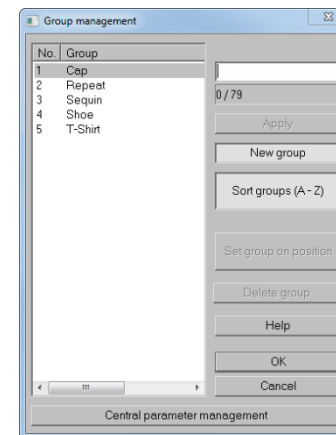 Group management
No. Group
1 Cap
2 Repeat
3 Sequin
4 Shoe
5 T-Shirt
0 / 79
Apply
New group
Sort groups (A - Z)
Set group on position
Delete group
Help
OK
Cancel
Central parameter management